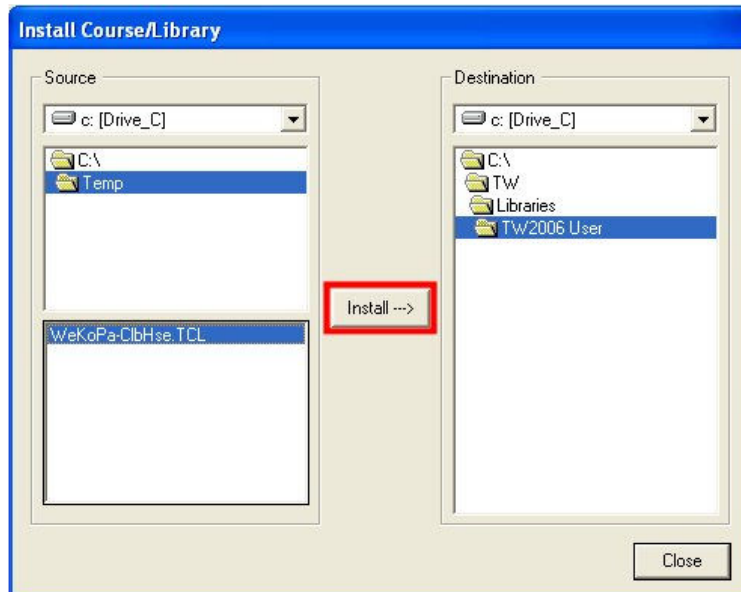 Install Course/Library
Source
c: [Drive_C]
C:\
Temp
WeKoPa-ClbHse.TCL
Install --->
Destination
c: [Drive_C]
C:\
TW
Libraries
TW2006 User
Close